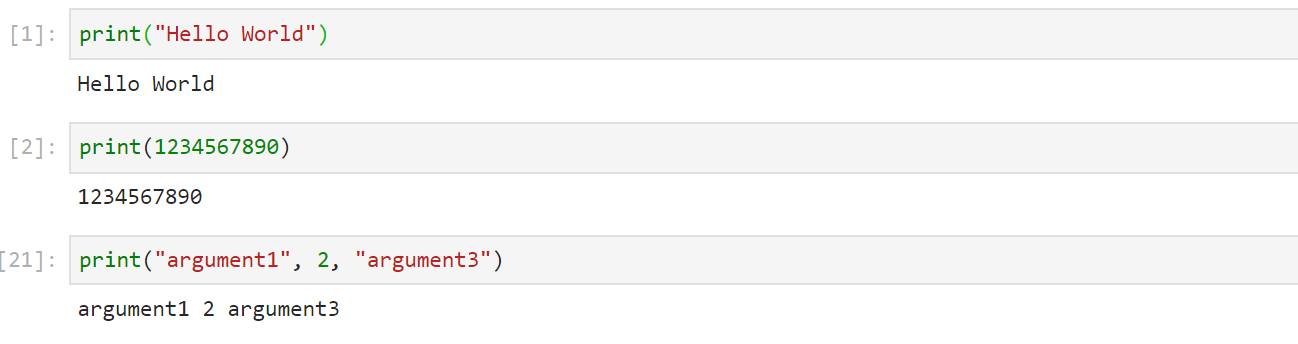 [1]: print("Hello World")
Hello World
[2]: print(1234567890)
1234567890
[21]: print("argument1", 2, "argument3")
argument1 2 argument3